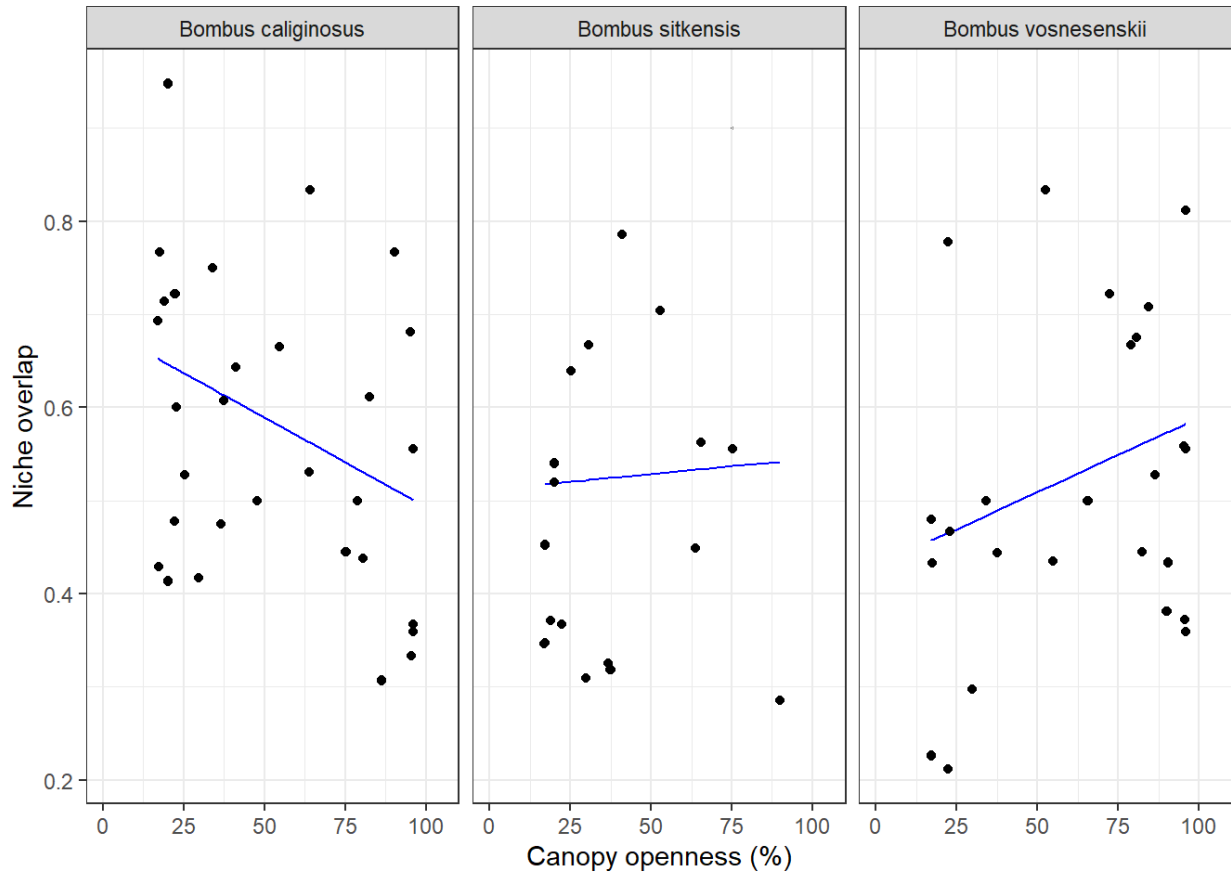 Bombus caliginosus Bombus sitkensis Bombus vosnesenskii
0.8
0.6
0.4
0.2
Niche overlap
0 25 50 75 100 0 25 50 75 100 0 25 50 75 100
Canopy openness (%)